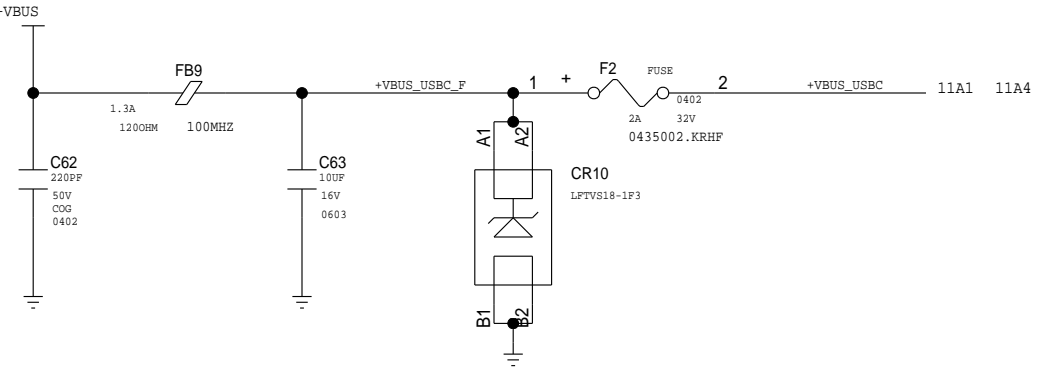 +VBUS
FB9
1.3A
120OHM
100MHZ
+VBUS_USBC_F
1
+
F2
FUSE
2
0402
2A
32V
0435002.KRHF
+VBUS_USBC
11A1 11A4
C62
220PF
50V
COG
0402
C63
10UF
16V
0603
A1
A2
CR10
LFTVS18-1F3
B1
B2